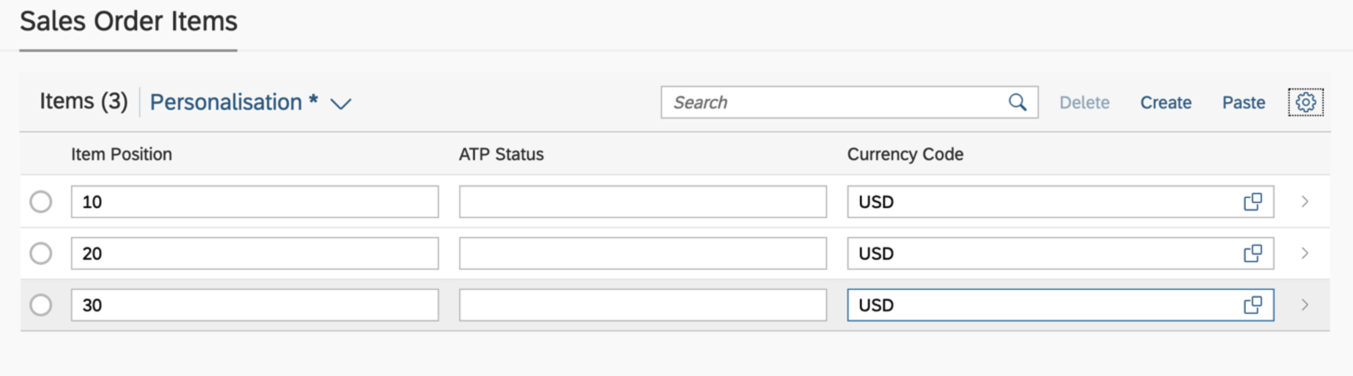 Sales Order Items
Items (3) Personalisation * Search Delete Create Paste
Item Position ATP Status Currency Code
10 USD
20 USD
30 USD